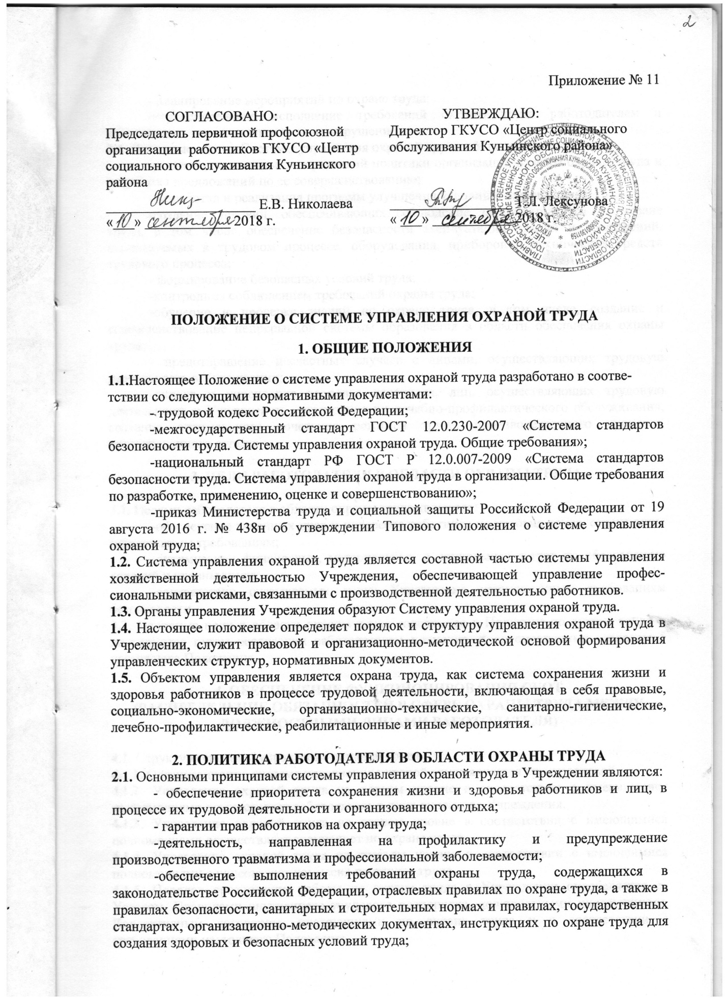 2
Приложение № 11
СОГЛАСОВАНО:
Председатель первичной профсоюзной
организации работников ГКУСО «Центр
социального обслуживания Куньинского
района
Е.В. Николаева
«10» сентября 2018 г.
УТВЕРЖДАЮ:
Директор ГКУСО «Центр социального
обслуживания Куньинского района»
Т.Л. Лексунова
«10» сентября 2018 г.
ПОЛОЖЕНИЕ О СИСТЕМЕ УПРАВЛЕНИЯ ОХРАНОЙ ТРУДА
1. ОБЩИЕ ПОЛОЖЕНИЯ
1.1.Настоящее Положение о системе управления охраной труда разработано в соотве-
тствии со следующими нормативными документами:
- трудовой кодекс Российской Федерации;
-межгосударственный стандарт ГОСТ 12.0.230-2007 «Система стандартов
безопасности труда. Системы управления охраной труда. Общие требования»;
-национальный стандарт РФ ГОСТ Р 12.0.007-2009 «Система стандартов
безопасности труда. Система управления охраной труда в организации. Общие требования
по разработке, применению, оценке и совершенствованию»;
-приказ Министерства труда и социальной защиты Российской Федерации от 19
августа 2016 г. № 438н об утверждении Типового положения о системе управления
охраной труда;
1.2. Система управления охраной труда является составной частью системы управления
хозяйственной деятельностью Учреждения, обеспечивающей управление профес-
сиональными рисками, связанными с производственной деятельностью работников.
1.3. Органы управления Учреждения образуют Систему управления охраной труда.
1.4. Настоящее положение определяет порядок и структуру управления охраной труда в
Учреждении, служит правовой и организационно-методической основой формирования
управленческих структур, нормативных документов.
1.5. Объектом управления является охрана труда, как система сохранения жизни и
здоровья работников в процессе трудовой деятельности, включающая в себя правовые,
социально-экономические, организационно-технические, санитарно-гигиенические,
лечебно-профилактические, реабилитационные и иные мероприятия.
2. ПОЛИТИКА РАБОТОДАТЕЛЯ В ОБЛАСТИ ОХРАНЫ ТРУДА
2.1. Основными принципами системы управления охраной труда в Учреждении являются:
- обеспечение приоритета сохранения жизни и здоровья работников и лиц, в
процессе их трудовой деятельности и организованного отдыха;
- гарантии прав работников на охрану труда;
-деятельность, направленная на профилактику и предупреждение
производственного травматизма и профессиональной заболеваемости;
-обеспечение выполнения требований охраны труда, содержащихся в
законодательстве Российской Федерации, отраслевых правилах по охране труда, а также в
правилах безопасности, санитарных и строительных нормах и правилах, государственных
стандартах, организационно-методических документах, инструкциях по охране труда для
создания здоровых и безопасных условий труда;